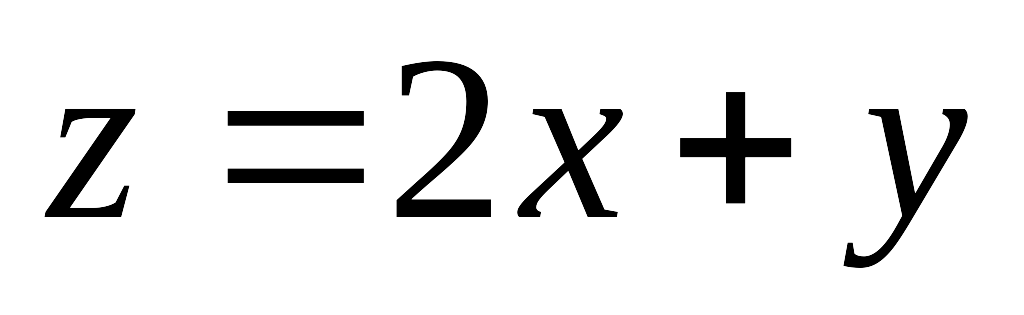 z = 2x + y